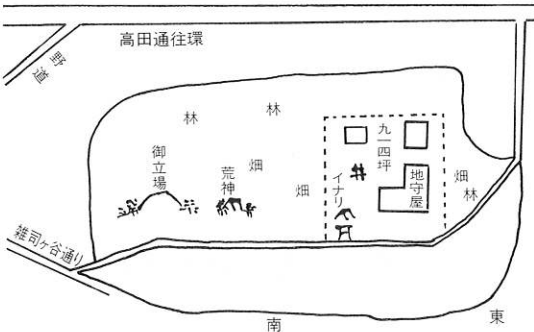 高田通往環
野道
林
林
九一四坪
御立場
荒神
畑
畑
イナリ
地守屋
畑
林
雑司ヶ谷通り
南
東